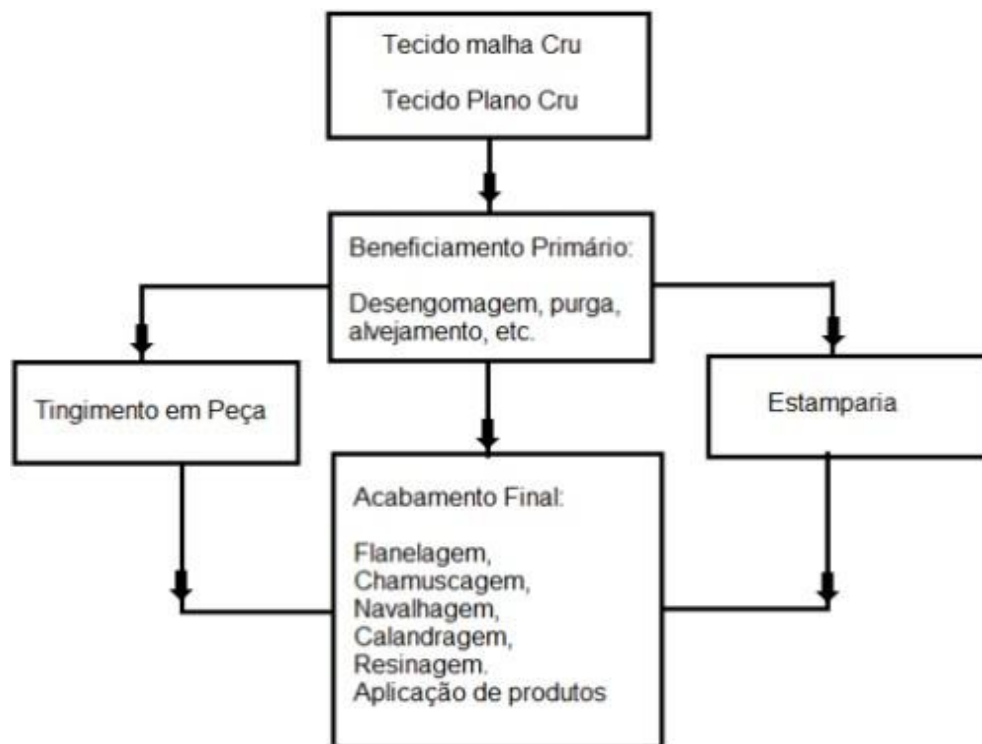 Tecido malha Cru
Tecido Plano Cru
Beneficiamento Primário:
Desengomagem, purga,
alvejamento, etc.
Tingimento em Peça
Estamparia
Acabamento Final:
Flanelagem,
Chamuscagem,
Navalhagem,
Calandragem,
Resinagem.
Aplicação de produtos